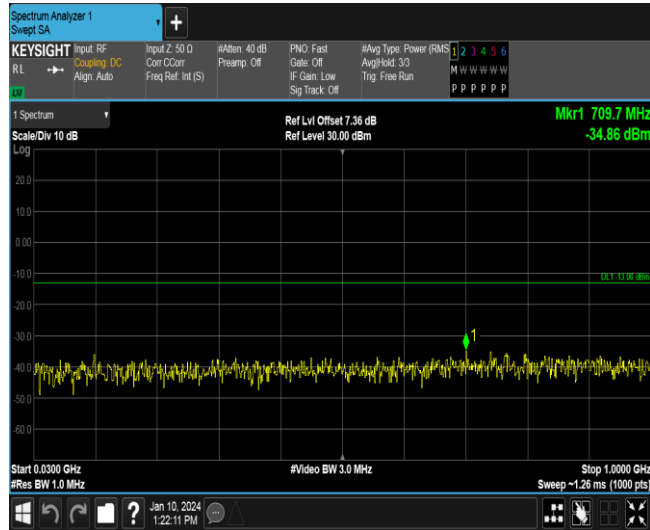 Spectrum Analyzer 1
Swept SA
+
KEYSIGHT
RL
LXI
Input: RF
Coupling: DC
Align: Auto
Input Z: 50 Ω
Corr CCorr
Freq Ref: Int (S)
#Atten: 40 dB
Preamp: Off
PNO: Fast
Gate: Off
IF Gain: Low
Sig Track: Off
#Avg Type: Power (RMS
Avg|Hold: 3/3
Trig: Free Run
1 2 3 4 5 6
M W W W W W
P P P P P P
1 Spectrum
Scale/Div 10 dB
Ref Lvl Offset 7.36 dB
Ref Level 30.00 dBm
Mkr1 709.7 MHz
-34.86 dBm
Log
20.0
10.0
0.00
-10.0
DL1 -13.00 dBm
-20.0
-30.0
1
-40.0
-50.0
-60.0
Start 0.0300 GHz
#Video BW 3.0 MHz
Stop 1.0000 GHz
#Res BW 1.0 MHz
Sweep ~1.26 ms (1000 pts)
?
Jan 10, 2024
1:22:11 PM